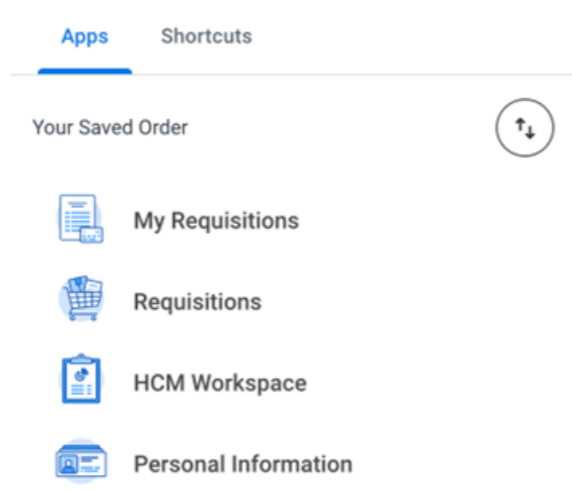 Apps Shortcuts
Your Saved Order
My Requisitions
Requisitions
HCM Workspace
Personal Information